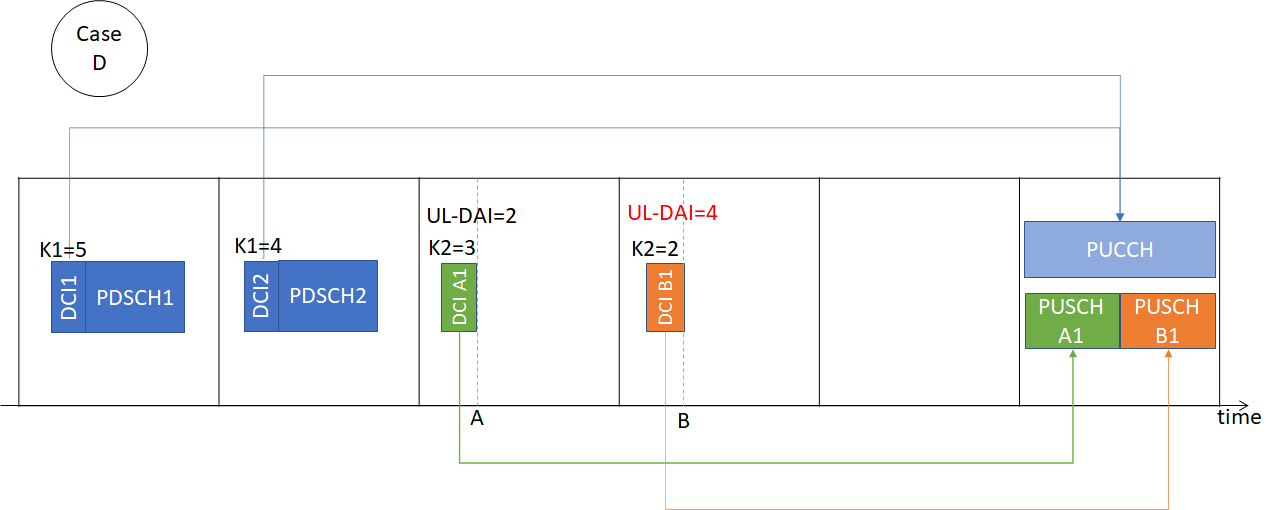 Case
D
UL-DAI=2
UL-DAI=4
K1=5
K1=4
K2=3
K2=2
DCI1
PDSCH1
DCI2
PDSCH2
DCI A1
DCI B1
PUCCH
PUSCH
A1
PUSCH
B1
A
B
time